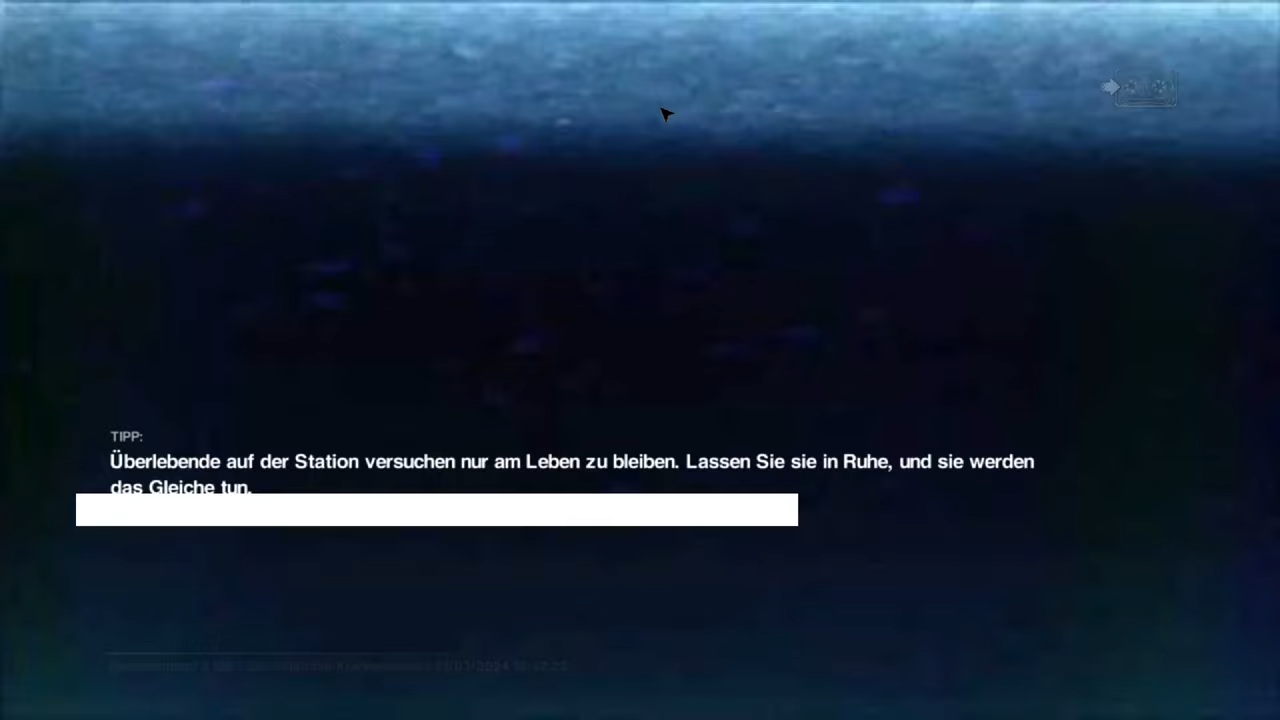 TIPP:
Überlebende auf der Station versuchen nur am Leben zu bleiben. Lassen Sie sie in Ruhe, und sie werden
das Gleiche tun.